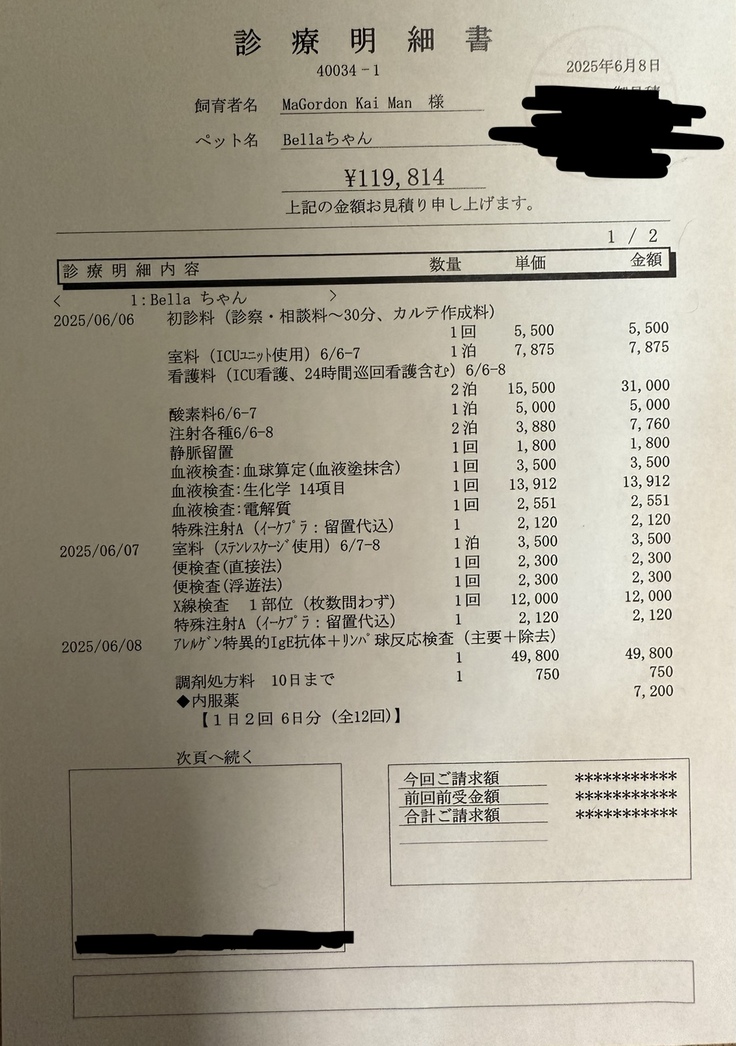 診療明細書
40034-1
2025年6月8日
飼育者名 MaGordon Kai Man 様
ペット名 Bellaちゃん
¥119,814
上記の金額お見積り申し上げます。
1 / 2
診療明細内容 数量 単価 金額
< 1:Bella ちゃん >
2025/06/06 初診料(診察・相談料～30分、カルテ作成料)
1回 5,500 5,500
室料(ICUﾕﾆｯﾄ使用) 6/6-7 1泊 7,875 7,875
看護料(ICU看護、24時間巡回看護含む) 6/6-8
2泊 15,500 31,000
酸素料6/6-7 1泊 5,000 5,000
注射各種6/6-8 2泊 3,880 7,760
静脈留置 1回 1,800 1,800
血液検査:血球算定(血液塗抹含) 1回 3,500 3,500
血液検査:生化学 14項目 1回 13,912 13,912
血液検査:電解質 1回 2,551 2,551
特殊注射A (ｲｰｹﾌﾟﾗ:留置代込) 1 2,120 2,120
2025/06/07 室料(ｽﾃﾝﾚｽｹｰｼﾞ使用) 6/7-8 1泊 3,500 3,500
便検査(直接法) 1回 2,300 2,300
便検査(浮遊法) 1回 2,300 2,300
X線検査 1部位(枚数問わず) 1回 12,000 12,000
特殊注射A (ｲｰｹﾌﾟﾗ:留置代込) 1 2,120 2,120
2025/06/08 ｱﾚﾙｹﾞﾝ特異的IgE抗体+ﾘﾝﾊﾟ球反応検査(主要+除去)
1 49,800 49,800
調剤処方料 10日まで 1 750 750
◆内服薬 7,200
【1日2回 6日分(全12回)】
次頁へ続く
今回ご請求額 ***********
前回前受金額 ***********
合計ご請求額 ***********